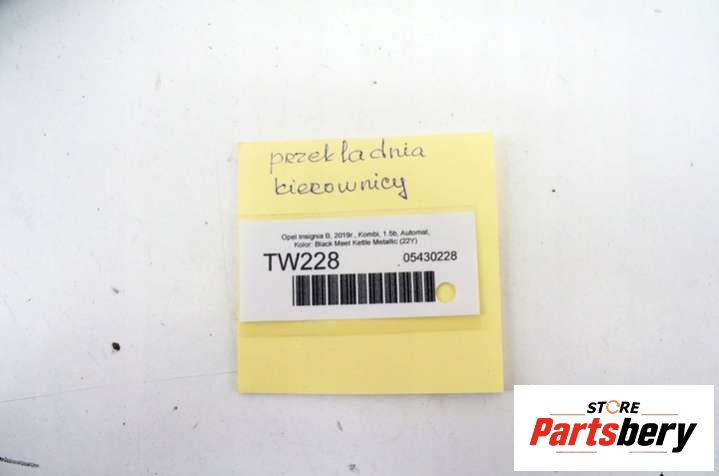 przekładnia
kierownicy
Opel Insignia B, 2019r., Kombi, 1.5b, Automat,
Kolor: Black Meet Kettle Metallic (22Y)
TW228
05430228
STORE
Partsbery